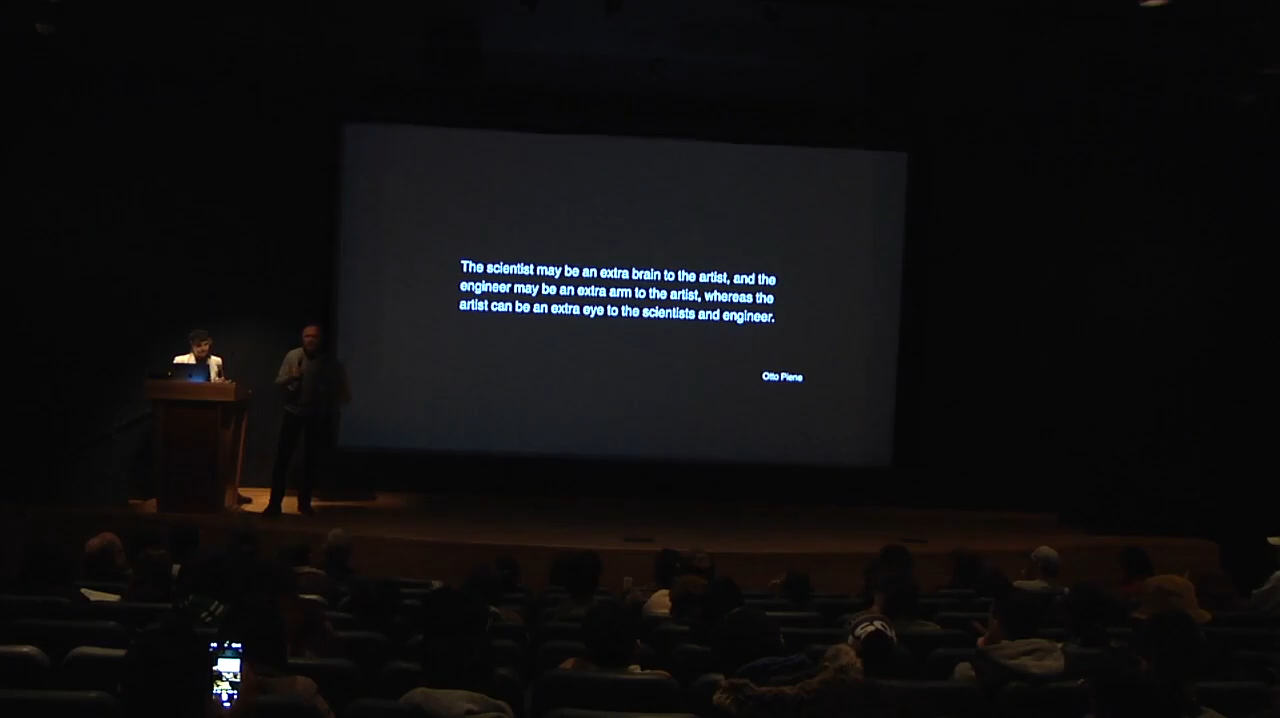 The scientist may be an extra brain to the artist, and the
engineer may be an extra arm to the artist, whereas the
artist can be an extra eye to the scientists and engineer.
Otto Piene